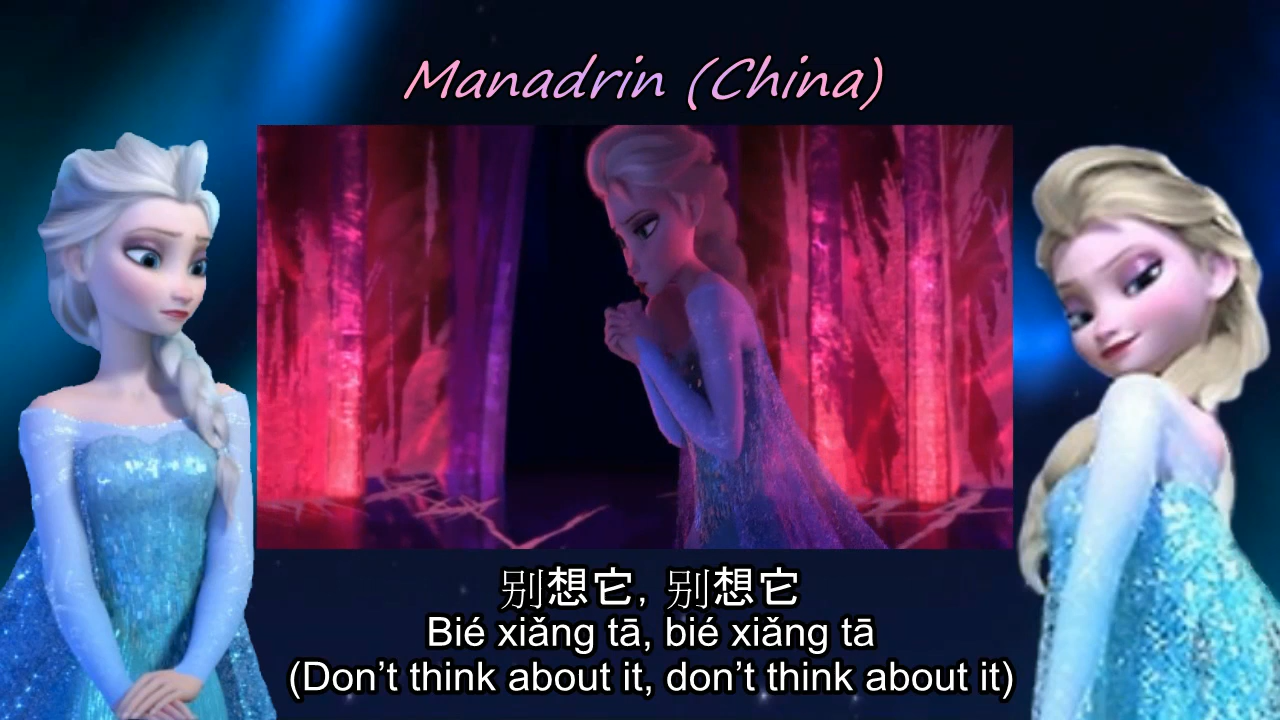 Manadrin (China)
别想它, 别想它
Bié xiǎng tā, bié xiǎng tā
(Don't think about it, don't think about it)